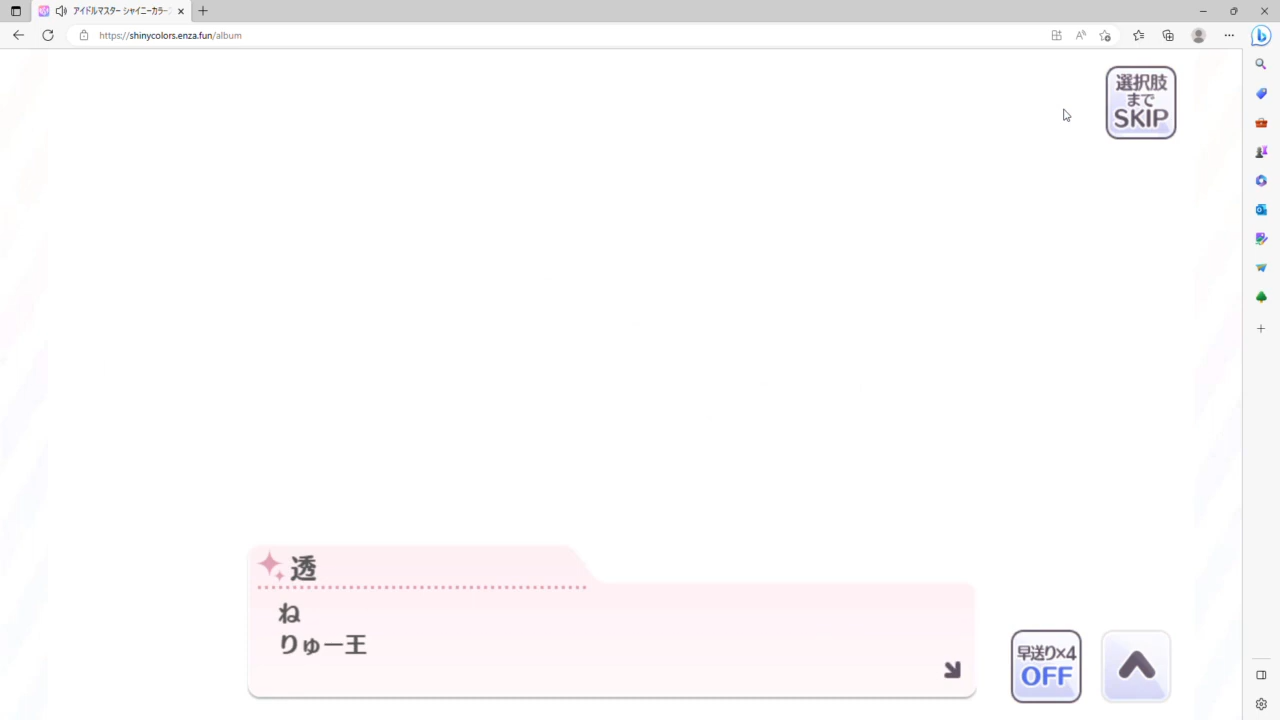 アイドルマスター シャイニーカラー
https://shinycolors.enza.fun/album
選択肢
まで
SKIP
透
ね
りゅー王
早送り×4
OFF